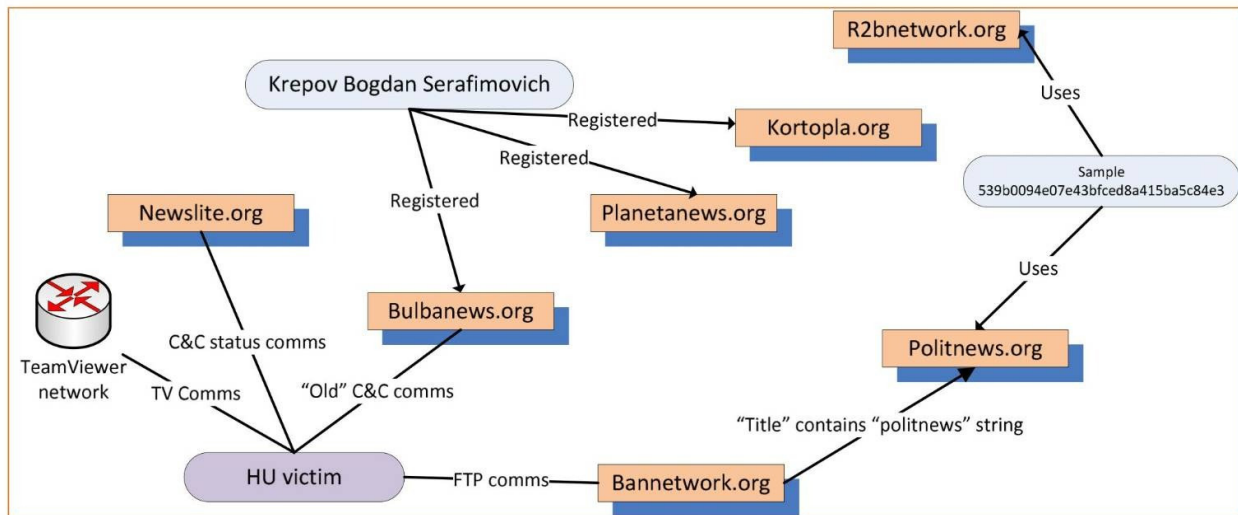 R2bnetwork.org
Krepov Bogdan Serafimovich
Uses
Registered
Kortopla.org
Registered
Sample
539b0094e07e43bfced8a415ba5c84e3
Registered
Newslite.org
Planetanews.org
Uses
Bulbanews.org
C&C status comms
Politnews.org
TeamViewer
network
TV Comms
“Old” C&C comms
“Title” contains “politnews” string
HU victim
FTP comms
Bannetwork.org